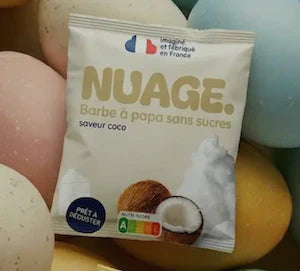 Imaginé
et fabriqué
en France
NUAGE.
Barbe à papa sans sucres
saveur coco
PRÊT À
DÉGUSTER
NUTRI-SCORE
A